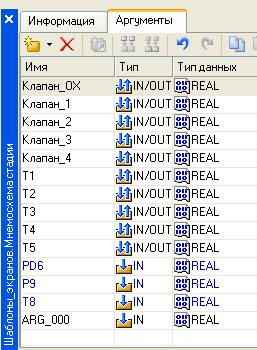 Информация Аргументы
Имя Тип Тип данных
Клапан_OX IN/OUT REAL
Клапан_1 IN/OUT REAL
Клапан_2 IN/OUT REAL
Клапан_3 IN/OUT REAL
Клапан_4 IN/OUT REAL
T1 IN/OUT REAL
T2 IN/OUT REAL
T3 IN/OUT REAL
T4 IN/OUT REAL
T5 IN/OUT REAL
PD6 IN REAL
P9 IN REAL
T8 IN REAL
ARG_000 IN REAL
Шаблоны_экранов.Мнемосхема стадии